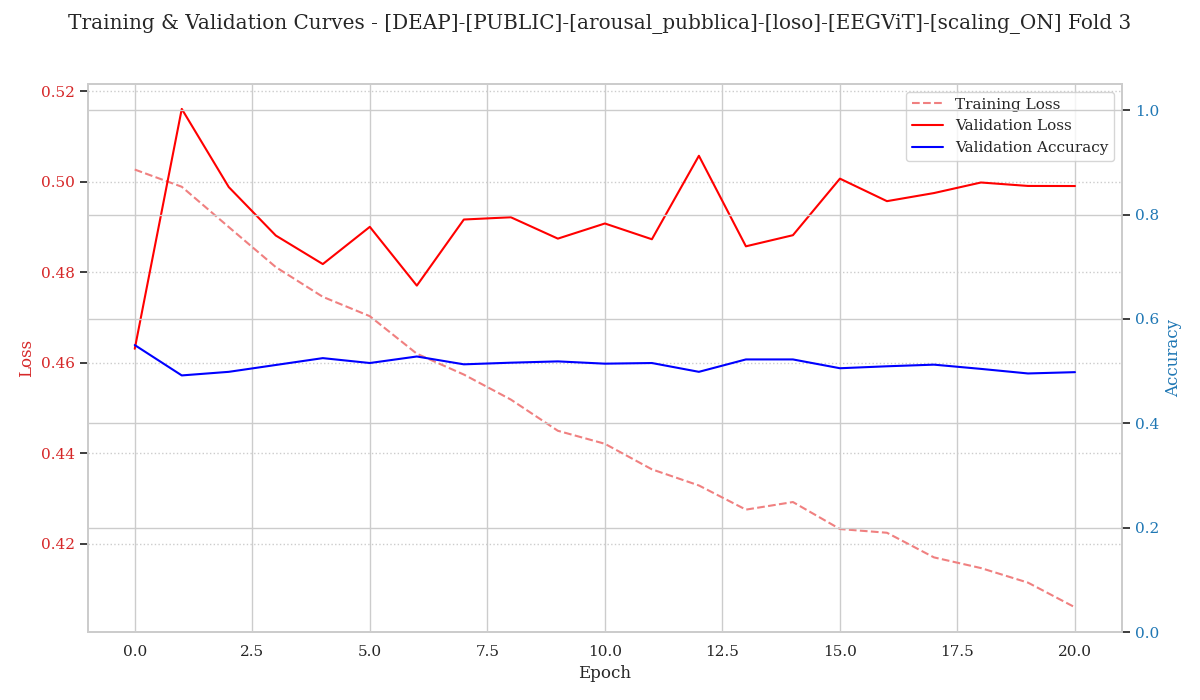 Training & Validation Curves - [DEAP]-[PUBLIC]-[arousal_pubblica]-[loso]-[EEGViT]-[scaling_ON] Fold 3
Training Loss
Validation Loss
Validation Accuracy
0.52
0.50
0.48
0.46
0.44
0.42
Loss
1.0
0.8
0.6
0.4
0.2
0.0
Accuracy
0.0 2.5 5.0 7.5 10.0 12.5 15.0 17.5 20.0
Epoch